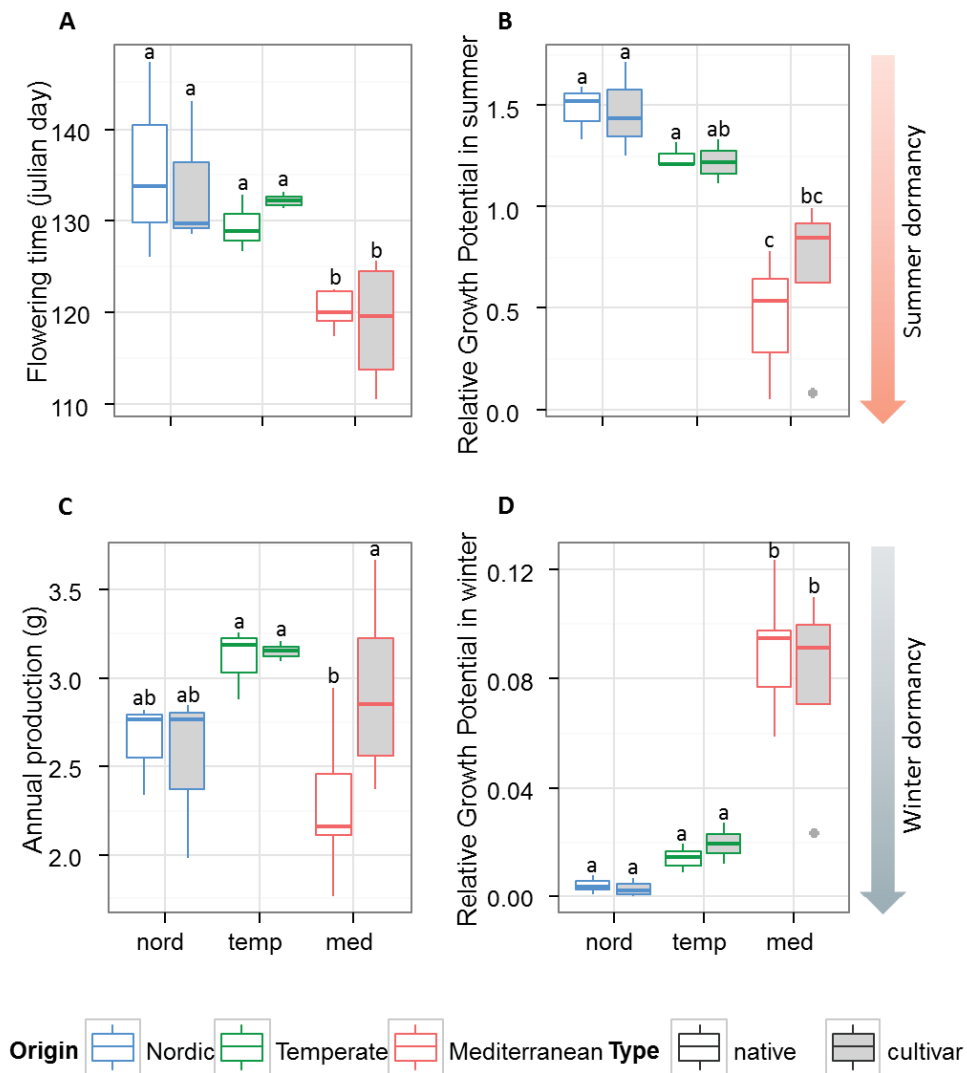 A
Flowering time (julian day)
140
130
120
110
a
a
a
a
b
b
B
Relative Growth Potential in summer
1.5
1.0
0.5
0.0
a
a
a
ab
c
bc
Summer dormancy
C
Annual production (g)
3.5
3.0
2.5
2.0
ab
ab
a
a
b
a
nord temp med
D
Relative Growth Potential in winter
0.12
0.08
0.04
0.00
a
a
a
a
b
b
nord temp med
Winter dormancy
Origin Nordic Temperate Mediterranean Type native cultivar